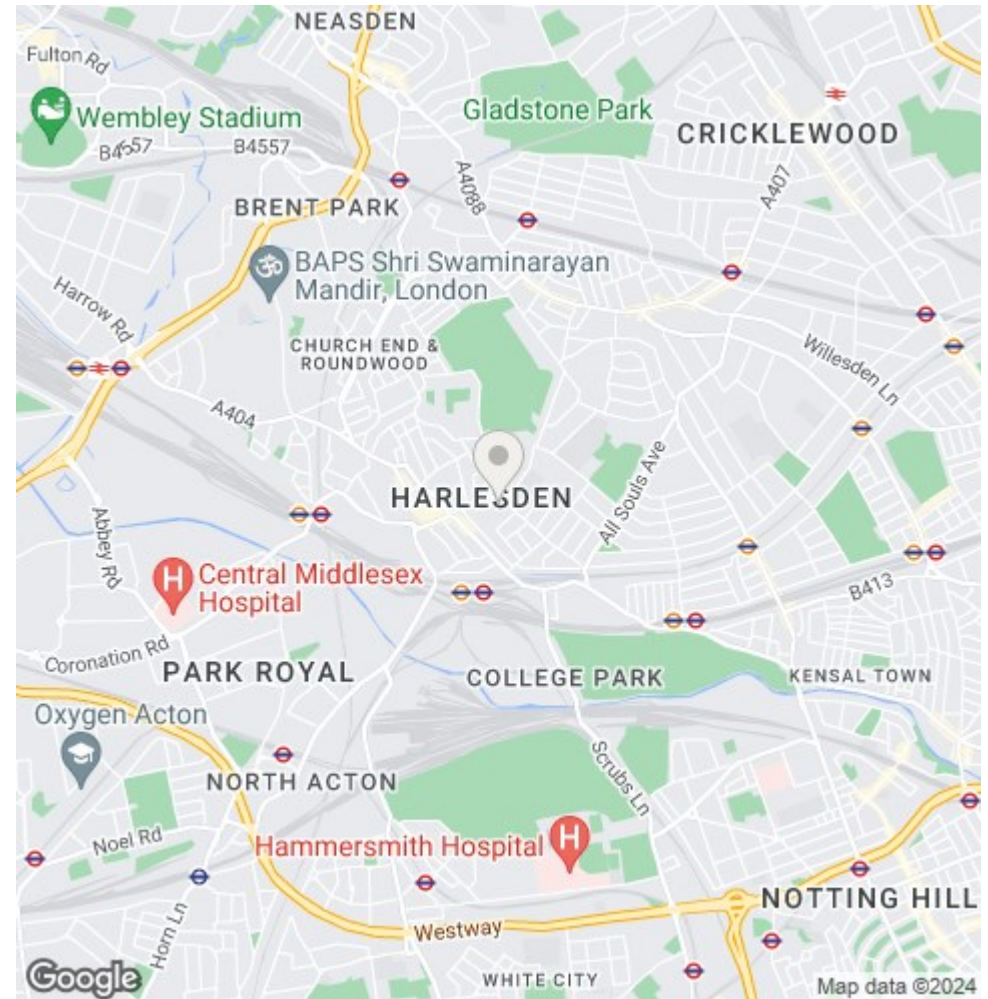 NEASDEN
Fulton Rd
Gladstone Park
Wembley Stadium
CRICKLEWOOD
B4557
B4557
A4088
A407
BRENT PARK
BAPS Shri Swaminarayan
Mandir, London
Harrow Rd
CHURCH END &
ROUNDWOOD
Willesden Ln
A404
All Souls Ave
HARLESDEN
Abbey Rd
Central Middlesex
Hospital
B413
Coronation Rd
PARK ROYAL
COLLEGE PARK
KENSAL TOWN
Oxygen Acton
NORTH ACTON
Scrubs Ln
Noel Rd
Hammersmith Hospital
Horn Ln
NOTTING HILL
Westway
WHITE CITY
Google
Map data ©2024